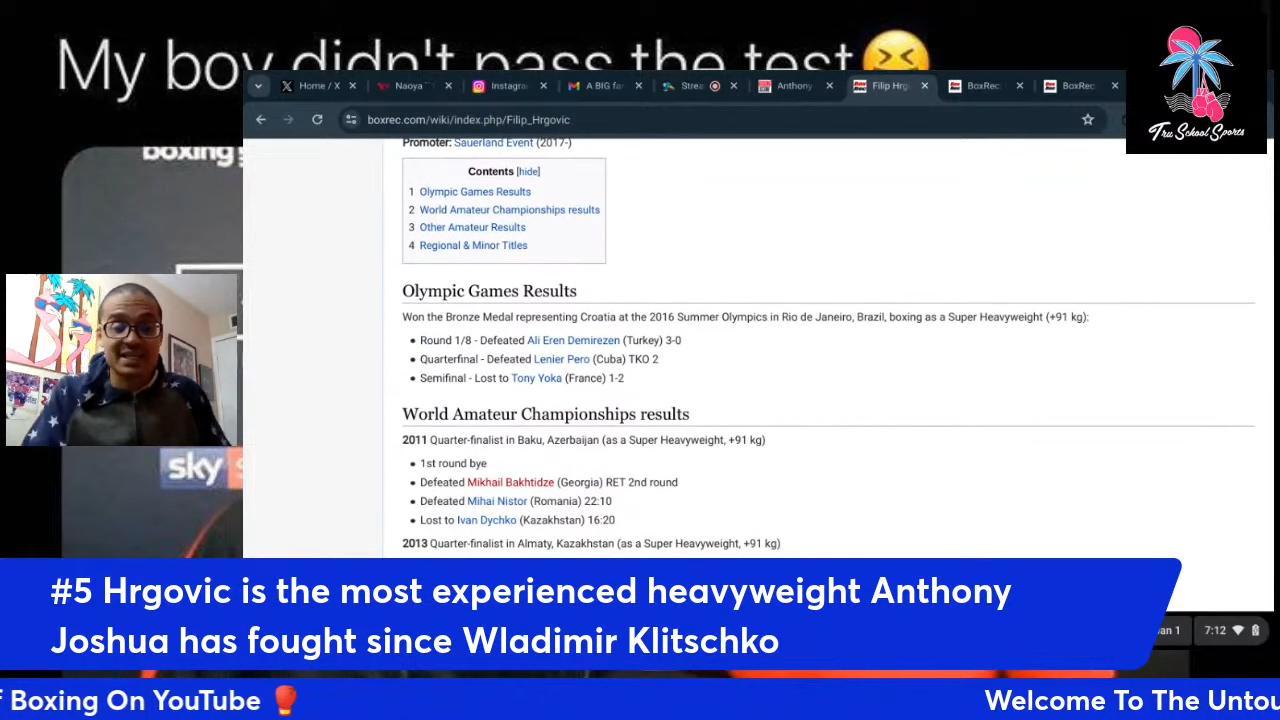 My boy didn't pass the test
Home / X
Naoya
Instagra
A BIG fa
Strea
Anthony
Filip Hrg
BoxRec
BoxRec
boxrec.com/wiki/index.php/Filip_Hrgovic
Tru School Sports
boxing
Promoter: Sauerland Event (2017-)
Contents [hide]
1 Olympic Games Results
2 World Amateur Championships results
3 Other Amateur Results
4 Regional & Minor Titles
Olympic Games Results
Won the Bronze Medal representing Croatia at the 2016 Summer Olympics in Rio de Janeiro, Brazil, boxing as a Super Heavyweight (+91 kg):
• Round 1/8 - Defeated Ali Eren Demirezen (Turkey) 3-0
• Quarterfinal - Defeated Lenier Pero (Cuba) TKO 2
• Semifinal - Lost to Tony Yoka (France) 1-2
World Amateur Championships results
2011 Quarter-finalist in Baku, Azerbaijan (as a Super Heavyweight, +91 kg)
• 1st round bye
• Defeated Mikhail Bakhtidze (Georgia) RET 2nd round
• Defeated Mihai Nistor (Romania) 22:10
• Lost to Ivan Dychko (Kazakhstan) 16:20
2013 Quarter-finalist in Almaty, Kazakhstan (as a Super Heavyweight, +91 kg)
sky s
#5 Hrgovic is the most experienced heavyweight Anthony
Joshua has fought since Wladimir Klitschko
an 1
7:12
f Boxing On YouTube 🥊
Welcome To The Untou